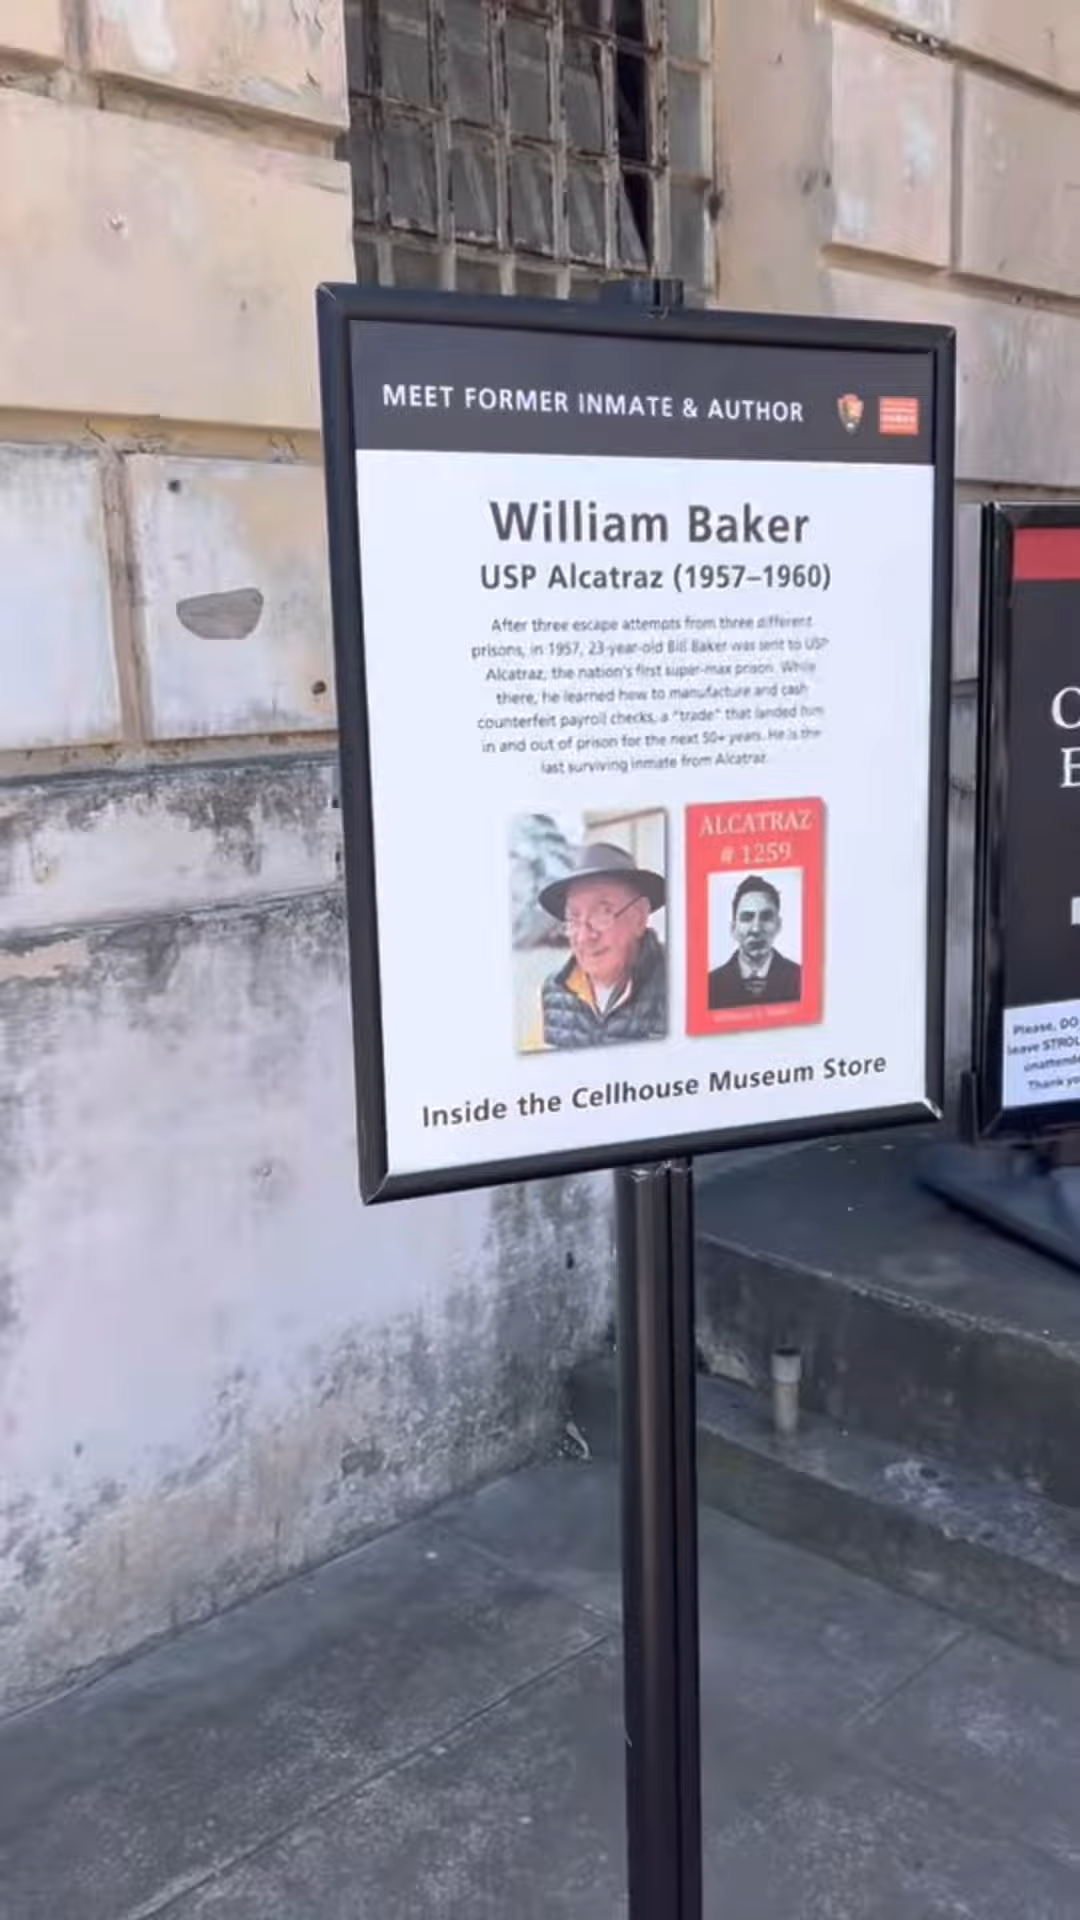 MEET FORMER INMATE & AUTHOR
William Baker
USP Alcatraz (1957–1960)
After three escape attempts from three different
prisons, in 1957, 23-year-old Bill Baker was sent to USP
Alcatraz, the nation's first super-max prison. While
there, he learned how to manufacture and cash
counterfeit payroll checks, a "trade" that landed him
in and out of prison for the next 50+ years. He is the
last surviving inmate from Alcatraz.
ALCATRAZ
# 1259
Inside the Cellhouse Museum Store
Please, DO
leave STROL
unattende
Thank yo